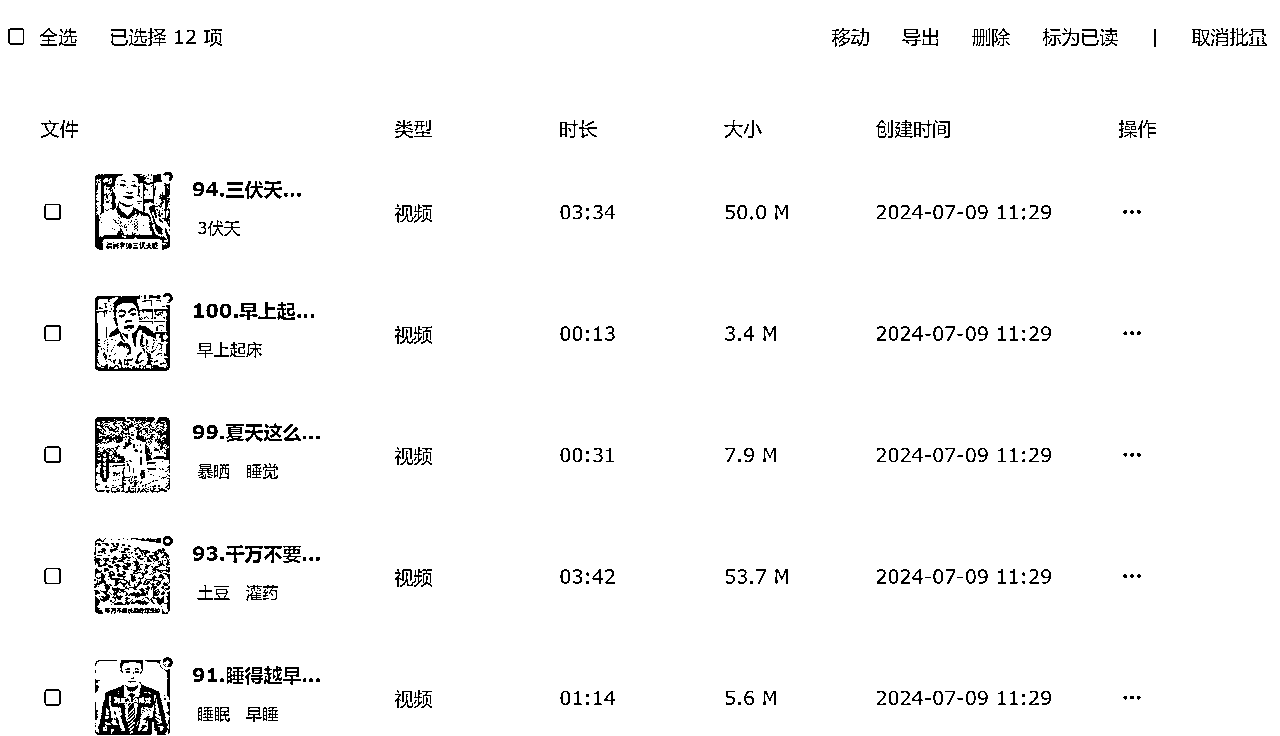 全选 已选择 12 项 移动 导出 删除 标为已读 | 取消批量
文件 类型 时长 大小 创建时间 操作
94.三伏天...
3伏天
视频 03:34 50.0 M 2024-07-09 11:29 ...
100.早上起...
早上起床
视频 00:13 3.4 M 2024-07-09 11:29 ...
99.夏天这么...
暴晒 睡觉
视频 00:31 7.9 M 2024-07-09 11:29 ...
93.千万不要...
土豆 灌药
视频 03:42 53.7 M 2024-07-09 11:29 ...
91.睡得越早...
睡眠 早睡
视频 01:14 5.6 M 2024-07-09 11:29 ...